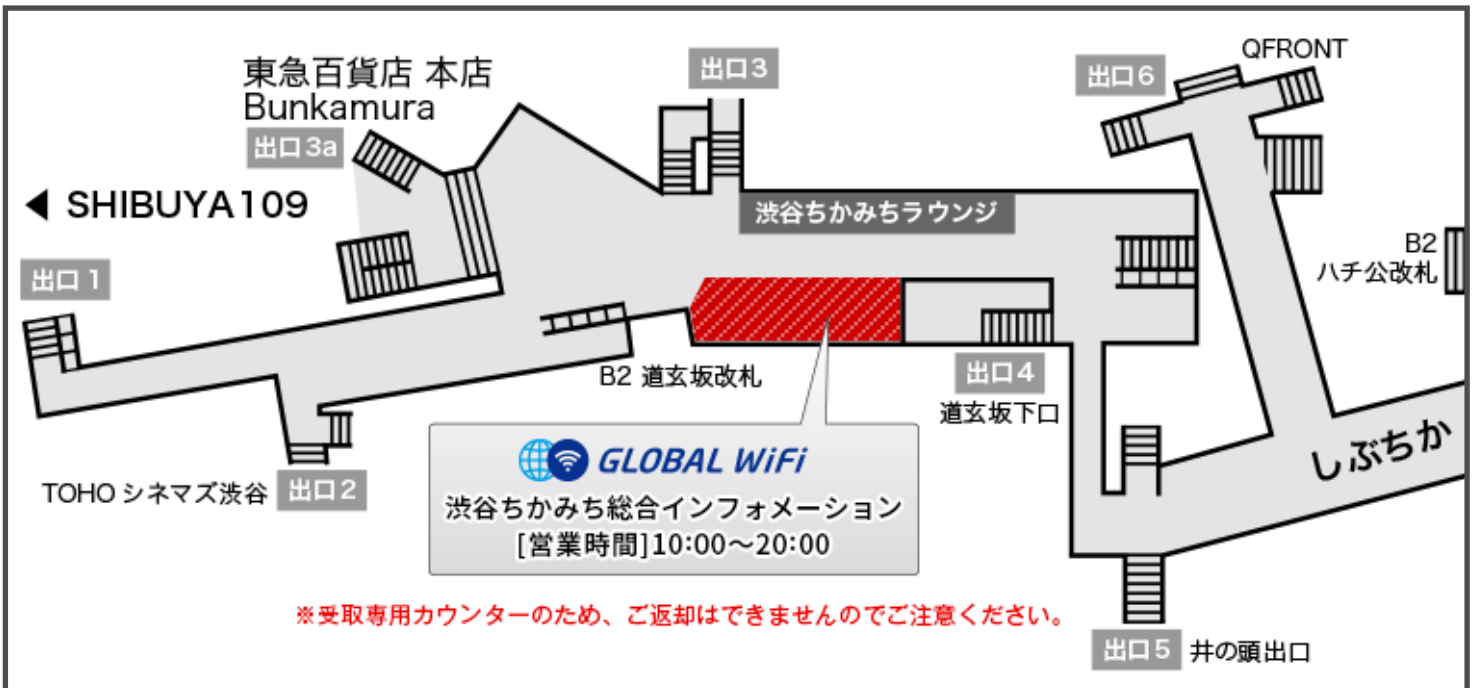 東急百貨店 本店
Bunkamura
出口3a
出口3
出口6
QFRONT
◀ SHIBUYA109
渋谷ちかみちラウンジ
B2
ハチ公改札
出口1
B2 道玄坂改札
出口4
道玄坂下口
しぶちか
TOHO シネマズ渋谷
出口2
GLOBAL WiFi
渋谷ちかみち総合インフォメーション
[営業時間]10:00〜20:00
※受取専用カウンターのため、ご返却はできませんのでご注意ください。
出口5
井の頭出口